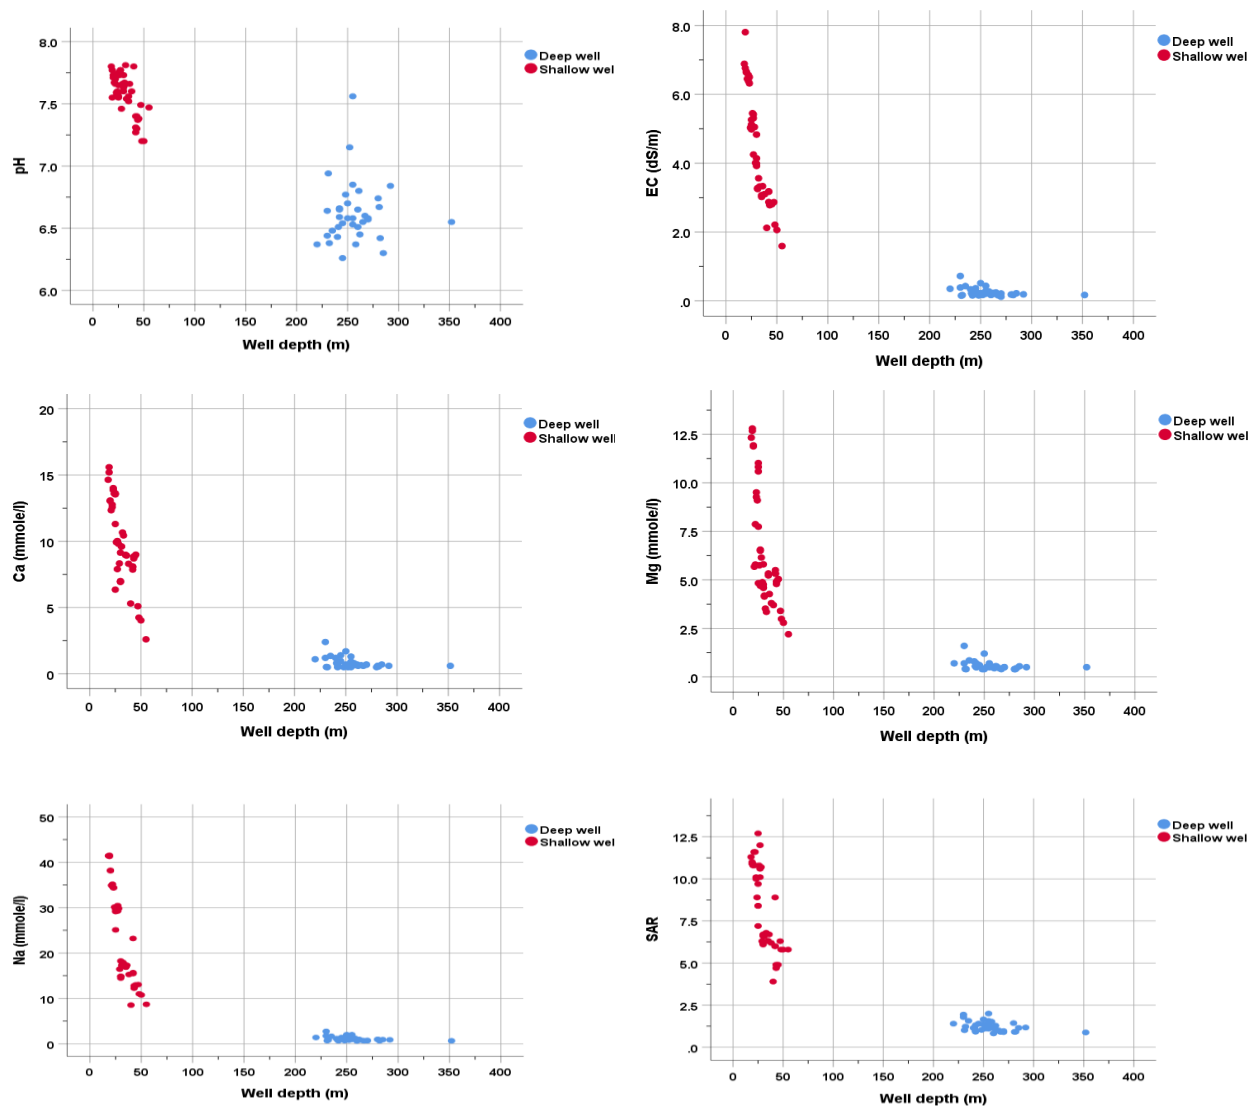 8.0
7.5
7.0
6.5
6.0
pH
0 50 100 150 200 250 300 350 400
Well depth (m)
Deep well
Shallow wel
8.0
6.0
4.0
2.0
.0
EC (dS/m)
0 50 100 150 200 250 300 350 400
Well depth (m)
Deep well
Shallow wel
20
15
10
5
0
Ca (mmole/l)
0 50 100 150 200 250 300 350 400
Well depth (m)
Deep well
Shallow well
12.5
10.0
7.5
5.0
2.5
.0
Mg (mmole/l)
0 50 100 150 200 250 300 350 400
Well depth (m)
Deep well
Shallow wel
50
40
30
20
10
0
Na (mmole/l)
0 50 100 150 200 250 300 350 400
Well depth (m)
Deep well
Shallow wel
12.5
10.0
7.5
5.0
2.5
.0
SAR
0 50 100 150 200 250 300 350 400
Well depth (m)
Deep well
Shallow wel